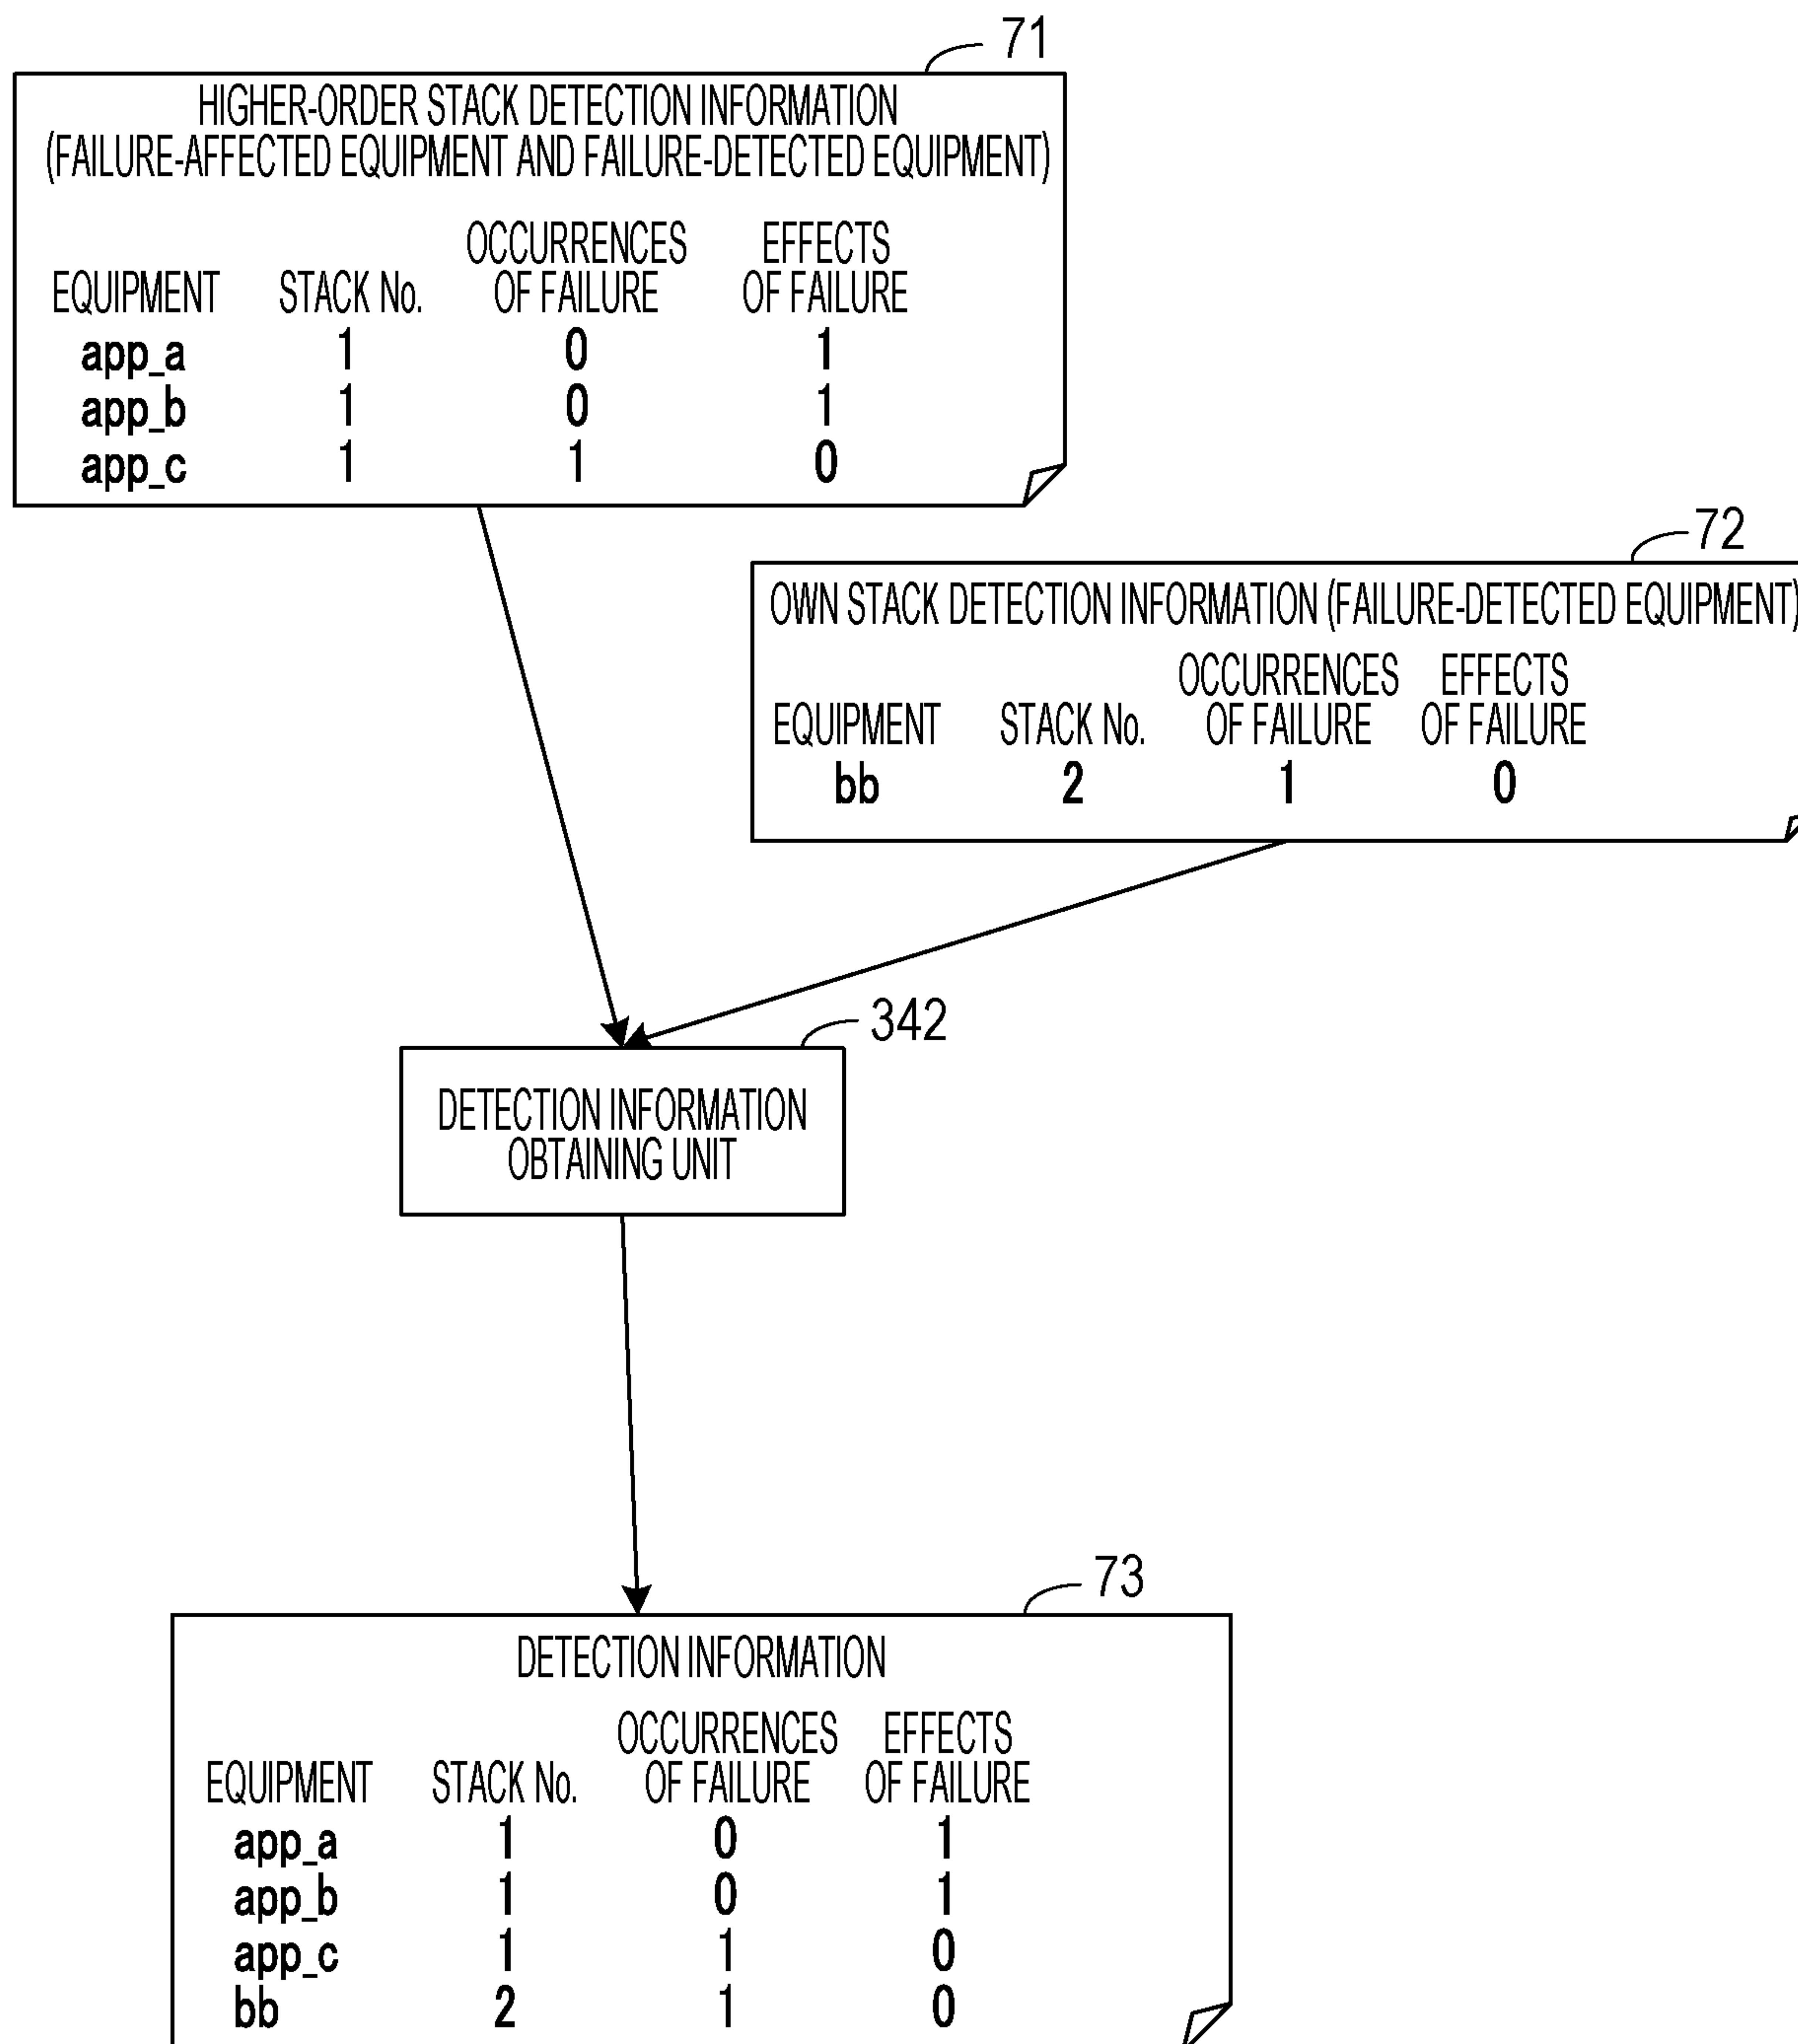 71
HIGHER-ORDER STACK DETECTION INFORMATION
(FAILURE-AFFECTED EQUIPMENT AND FAILURE-DETECTED EQUIPMENT)
OCCURRENCES EFFECTS
EQUIPMENT STACK No. OF FAILURE OF FAILURE
app_a 1 0 1
app_b 1 0 1
app_c 1 1 0
72
OWN STACK DETECTION INFORMATION (FAILURE-DETECTED EQUIPMENT)
OCCURRENCES EFFECTS
EQUIPMENT STACK No. OF FAILURE OF FAILURE
bb 2 1 0
342
DETECTION INFORMATION
OBTAINING UNIT
73
DETECTION INFORMATION
OCCURRENCES EFFECTS
EQUIPMENT STACK No. OF FAILURE OF FAILURE
app_a 1 0 1
app_b 1 0 1
app_c 1 1 0
bb 2 1 0